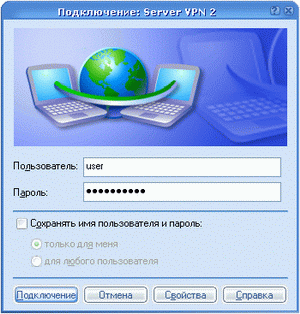 Подключение: Server VPN 2
Пользователь: user
Пароль: ••••••••••
Сохранять имя пользователя и пароль:
только для меня
для любого пользователя
Подключение Отмена Свойства Справка